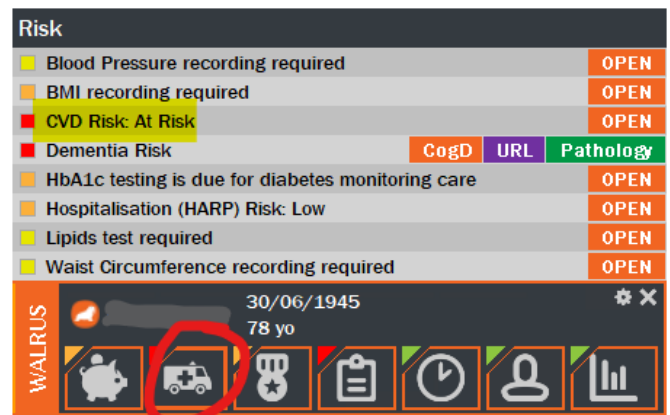 Risk
Blood Pressure recording required OPEN
BMI recording required OPEN
CVD Risk: At Risk OPEN
Dementia Risk CogD URL Pathology
HbA1c testing is due for diabetes monitoring care OPEN
Hospitalisation (HARP) Risk: Low OPEN
Lipids test required OPEN
Waist Circumference recording required OPEN
WALRUS
30/06/1945
78 yo